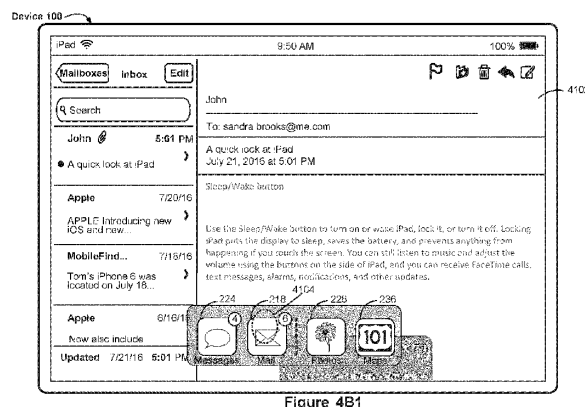 Device 100
iPad 9:50 AM 100%
Mailboxes Inbox Edit
Search
John 5:01 PM
A quick look at iPad
Apple 7/20/16
APPLE Introducing new
iOS and new...
MobileFind... 7/18/16
Tom's iPhone 6 was
located on July 18...
Apple 6/16/1
Now also include
Updated 7/21/16 5:01 PM
4102
John
To: sandra brooks@me.com
A quick look at iPad
July 21, 2016 at 5:01 PM
Sleep/Wake button
Use the Sleep/Wake button to turn on or wake iPad, lock it, or turn it off. Locking
iPad puts the display to sleep, saves the battery, and prevents anything from
happening if you touch the screen. You can still listen to music and adjust the
volume using the buttons on the side of iPad, and you can receive FaceTime calls,
text messages, alarms, notifications, and other updates.
224 218 4104 228 236
4 6 101
Messages Mail Photos Maps
Figure 4B1